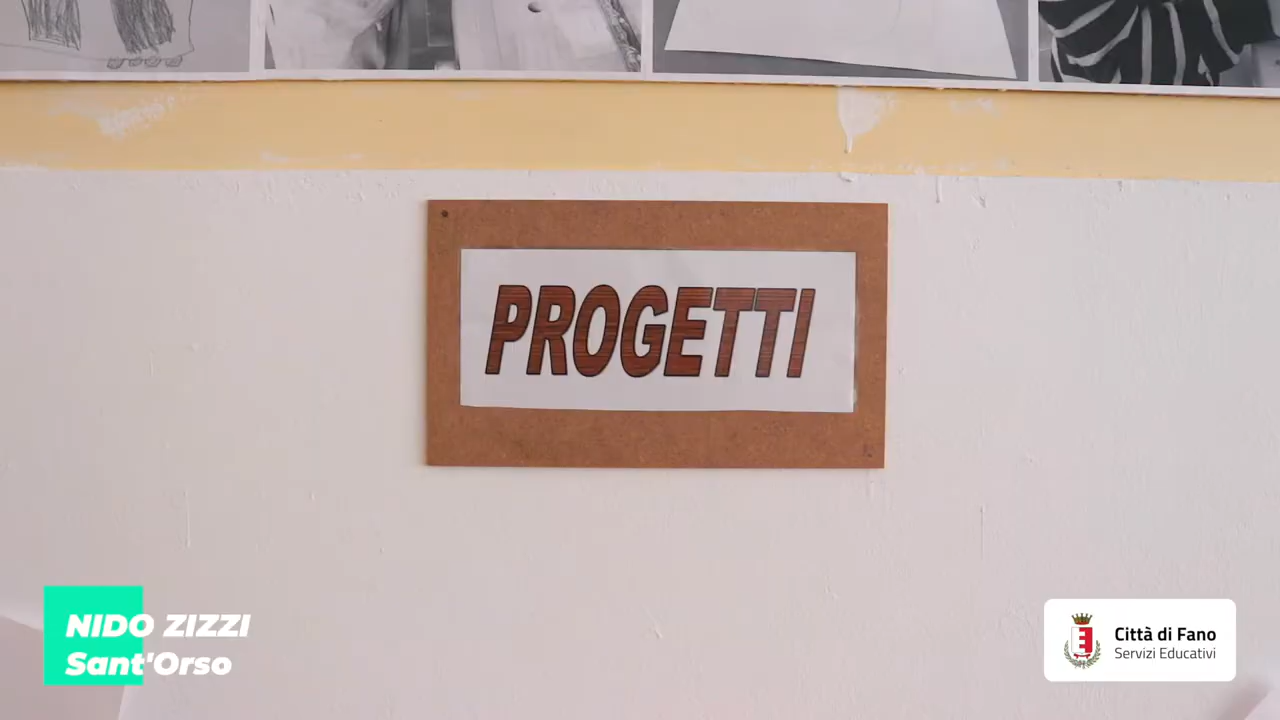 PROGETTI
NIDO ZIZZI
Sant'Orso
Città di Fano
Servizi Educativi